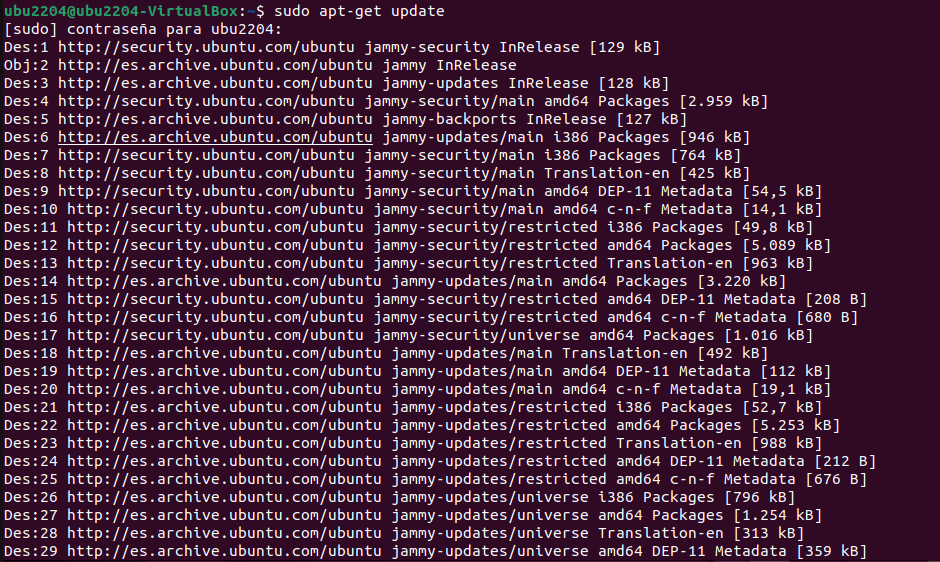 ubu2204@ubu2204-VirtualBox:~$ sudo apt-get update
[sudo] contraseña para ubu2204:
Des:1 http://security.ubuntu.com/ubuntu jammy-security InRelease [129 kB]
Obj:2 http://es.archive.ubuntu.com/ubuntu jammy InRelease
Des:3 http://es.archive.ubuntu.com/ubuntu jammy-updates InRelease [128 kB]
Des:4 http://security.ubuntu.com/ubuntu jammy-security/main amd64 Packages [2.959 kB]
Des:5 http://es.archive.ubuntu.com/ubuntu jammy-backports InRelease [127 kB]
Des:6 http://es.archive.ubuntu.com/ubuntu jammy-updates/main i386 Packages [946 kB]
Des:7 http://security.ubuntu.com/ubuntu jammy-security/main i386 Packages [764 kB]
Des:8 http://security.ubuntu.com/ubuntu jammy-security/main Translation-en [425 kB]
Des:9 http://security.ubuntu.com/ubuntu jammy-security/main amd64 DEP-11 Metadata [54,5 kB]
Des:10 http://security.ubuntu.com/ubuntu jammy-security/main amd64 c-n-f Metadata [14,1 kB]
Des:11 http://security.ubuntu.com/ubuntu jammy-security/restricted i386 Packages [49,8 kB]
Des:12 http://security.ubuntu.com/ubuntu jammy-security/restricted amd64 Packages [5.089 kB]
Des:13 http://security.ubuntu.com/ubuntu jammy-security/restricted Translation-en [963 kB]
Des:14 http://es.archive.ubuntu.com/ubuntu jammy-updates/main amd64 Packages [3.220 kB]
Des:15 http://security.ubuntu.com/ubuntu jammy-security/restricted amd64 DEP-11 Metadata [208 B]
Des:16 http://security.ubuntu.com/ubuntu jammy-security/restricted amd64 c-n-f Metadata [680 B]
Des:17 http://security.ubuntu.com/ubuntu jammy-security/universe amd64 Packages [1.016 kB]
Des:18 http://es.archive.ubuntu.com/ubuntu jammy-updates/main Translation-en [492 kB]
Des:19 http://es.archive.ubuntu.com/ubuntu jammy-updates/main amd64 DEP-11 Metadata [112 kB]
Des:20 http://es.archive.ubuntu.com/ubuntu jammy-updates/main amd64 c-n-f Metadata [19,1 kB]
Des:21 http://es.archive.ubuntu.com/ubuntu jammy-updates/restricted i386 Packages [52,7 kB]
Des:22 http://es.archive.ubuntu.com/ubuntu jammy-updates/restricted amd64 Packages [5.253 kB]
Des:23 http://es.archive.ubuntu.com/ubuntu jammy-updates/restricted Translation-en [988 kB]
Des:24 http://es.archive.ubuntu.com/ubuntu jammy-updates/restricted amd64 DEP-11 Metadata [212 B]
Des:25 http://es.archive.ubuntu.com/ubuntu jammy-updates/restricted amd64 c-n-f Metadata [676 B]
Des:26 http://es.archive.ubuntu.com/ubuntu jammy-updates/universe i386 Packages [796 kB]
Des:27 http://es.archive.ubuntu.com/ubuntu jammy-updates/universe amd64 Packages [1.254 kB]
Des:28 http://es.archive.ubuntu.com/ubuntu jammy-updates/universe Translation-en [313 kB]
Des:29 http://es.archive.ubuntu.com/ubuntu jammy-updates/universe amd64 DEP-11 Metadata [359 kB]